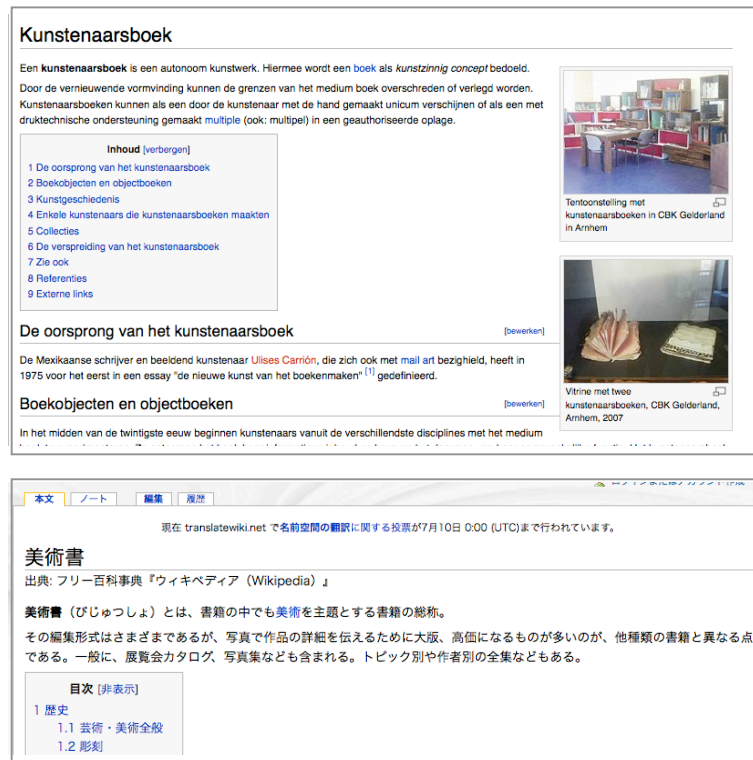 Kunstenaarsboek
Een kunstenaarsboek is een autonoom kunstwerk. Hiermee wordt een boek als kunstzinnig concept bedoeld.
Door de vernieuwende vormvinding kunnen de grenzen van het medium boek overschreden of verlegd worden.
Kunstenaarsboeken kunnen als een door de kunstenaar met de hand gemaakt unicum verschijnen of als een met
druktechnische ondersteuning gemaakt multiple (ook: multipel) in een geauthoriseerde oplage.
Inhoud [verbergen]
1 De oorsprong van het kunstenaarsboek
2 Boekobjecten en objectboeken
3 Kunstgeschiedenis
4 Enkele kunstenaars die kunstenaarsboeken maakten
5 Collecties
6 De verspreiding van het kunstenaarsboek
7 Zie ook
8 Referenties
9 Externe links
Tentoonstelling met
kunstenaarsboeken in CBK Gelderland
in Arnhem
De oorsprong van het kunstenaarsboek [bewerken]
De Mexikaanse schrijver en beeldend kunstenaar Ulises Carrión, die zich ook met mail art bezighield, heeft in
1975 voor het eerst in een essay "de nieuwe kunst van het boekenmaken" [1] gedefinieerd.
Vitrine met twee
kunstenaarsboeken, CBK Gelderland,
Arnhem, 2007
Boekobjecten en objectboeken [bewerken]
In het midden van de twintigste eeuw beginnen kunstenaars vanuit de verschillendste disciplines met het medium
本文 ノート 編集 履歴
現在 translatewiki.net で名前空間の翻訳に関する投票が7月10日 0:00 (UTC)まで行われています。
美術書
出典: フリー百科事典『ウィキペディア（Wikipedia）』
美術書（びじゅつしょ）とは、書籍の中でも美術を主題とする書籍の総称。
その編集形式はさまざまであるが、写真で作品の詳細を伝えるために大版、高価になるものが多いのが、他種類の書籍と異なる点
である。一般に、展覧会カタログ、写真集なども含まれる。トピック別や作者別の全集などもある。
目次 [非表示]
1 歴史
1.1 芸術・美術全般
1.2 彫刻